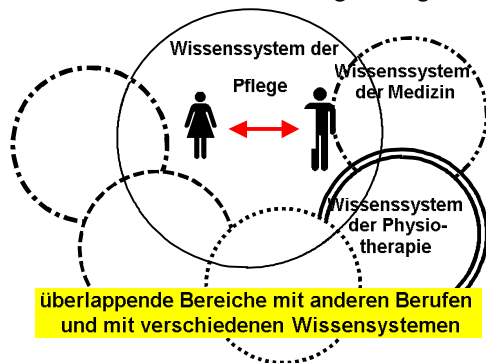 Wissenssystem der
Pflege
Wissenssystem
der Medizin
Wissenssystem
der Physio-
therapie
überlappende Bereiche mit anderen Berufen
und mit verschiedenen Wissensystemen